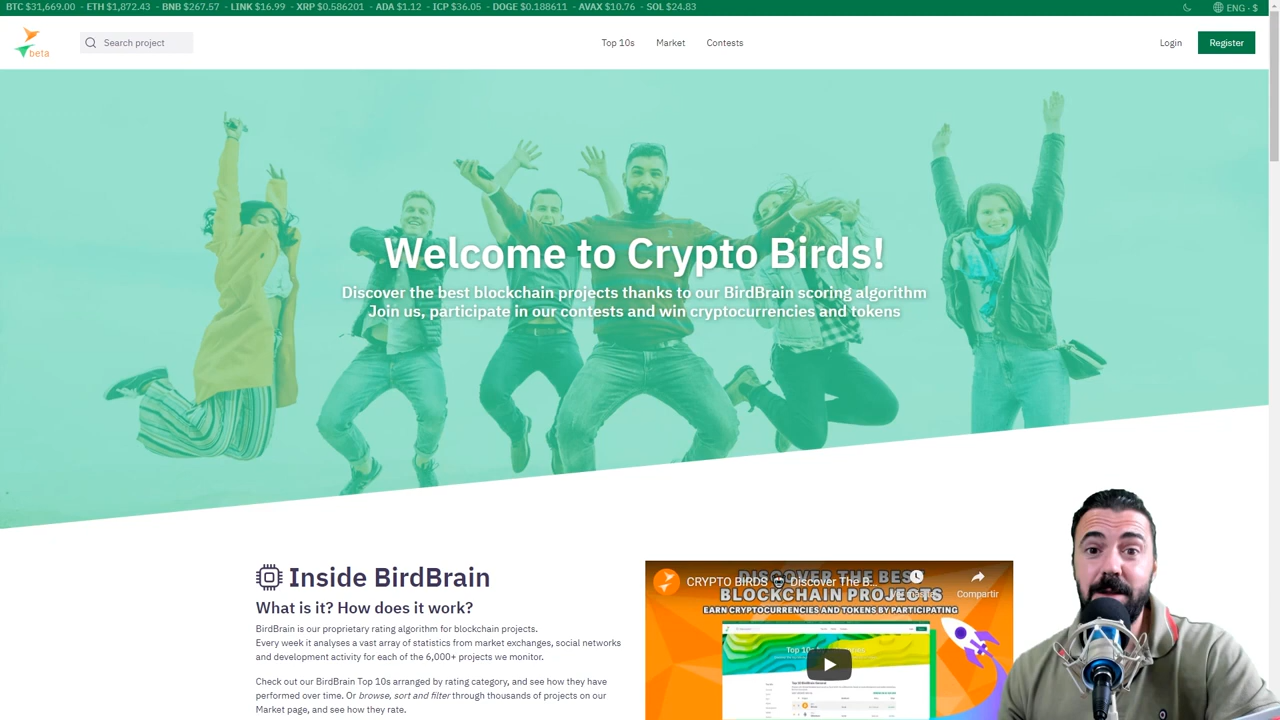 BTC $31,669.00 - ETH $1,872.43 - BNB $267.57 - LINK $16.99 - XRP $0.586201 - ADA $1.12 - ICP $36.05 - DOGE $0.188611 - AVAX $10.76 - SOL $24.83
ENG · $
beta
Search project
Top 10s
Market
Contests
Login
Register
Welcome to Crypto Birds!
Discover the best blockchain projects thanks to our BirdBrain scoring algorithm
Join us, participate in our contests and win cryptocurrencies and tokens
Inside BirdBrain
What is it? How does it work?
BirdBrain is our proprietary rating algorithm for blockchain projects.
Every week it analyses a vast array of statistics from market exchanges, social networks
and development activity for each of the 6,000+ projects we monitor.
Check out our BirdBrain Top 10s arranged by rating category, and see how they have
performed over time. Or browse, sort and filter through thousands of projects on our
Market page, and see how they rate.
CRYPTO BIRDS Discover The B...
Compartir
DISCOVER THE BEST
BLOCKCHAIN PROJECTS
EARN CRYPTOCURRENCIES AND TOKENS BY PARTICIPATING